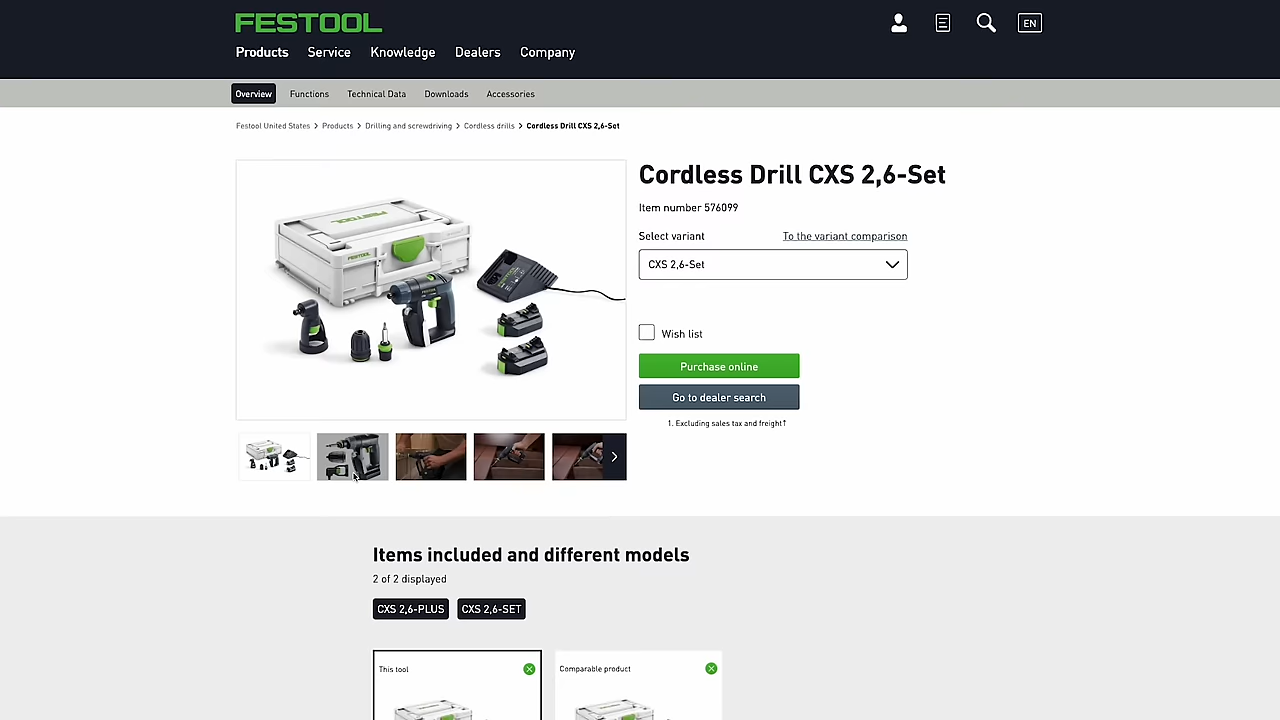 FESTOOL
EN
Products Service Knowledge Dealers Company
Overview Functions Technical Data Downloads Accessories
Festool United States > Products > Drilling and screwdriving > Cordless drills > Cordless Drill CXS 2,6-Set
Cordless Drill CXS 2,6-Set
Item number 576099
Select variant To the variant comparison
CXS 2,6-Set
FESTOOL
FESTOOL
Wish list
Purchase online
Go to dealer search
1. Excluding sales tax and freight†
Items included and different models
2 of 2 displayed
CXS 2,6-PLUS CXS 2,6-SET
This tool Comparable product